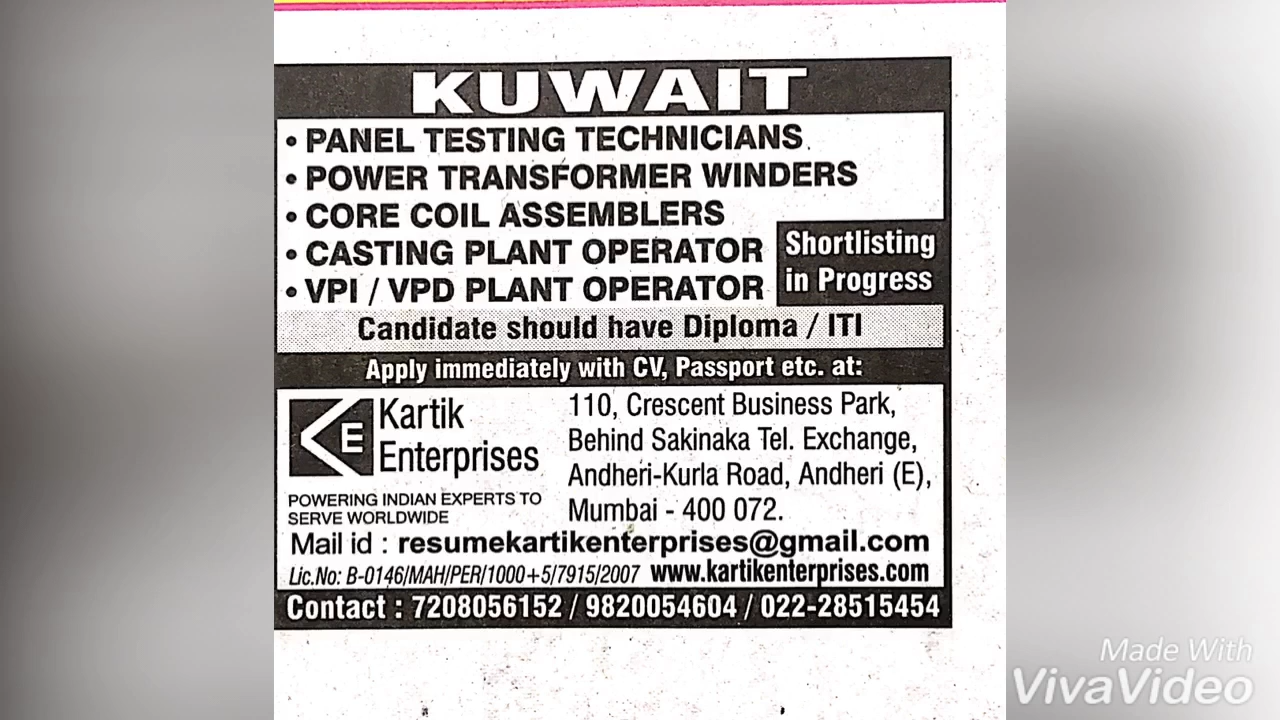 KUWAIT
• PANEL TESTING TECHNICIANS
• POWER TRANSFORMER WINDERS
• CORE COIL ASSEMBLERS
• CASTING PLANT OPERATOR
• VPI / VPD PLANT OPERATOR
Shortlisting
in Progress
Candidate should have Diploma / ITI
Apply immediately with CV, Passport etc. at:
E
Kartik
Enterprises
POWERING INDIAN EXPERTS TO
SERVE WORLDWIDE
110, Crescent Business Park,
Behind Sakinaka Tel. Exchange,
Andheri-Kurla Road, Andheri (E),
Mumbai - 400 072.
Mail id : resumekartikenterprises@gmail.com
Lic.No: B-0146/MAH/PER/1000+5/7915/2007 www.kartikenterprises.com
Contact : 7208056152 / 9820054604 / 022-28515454
Made With
VivaVideo